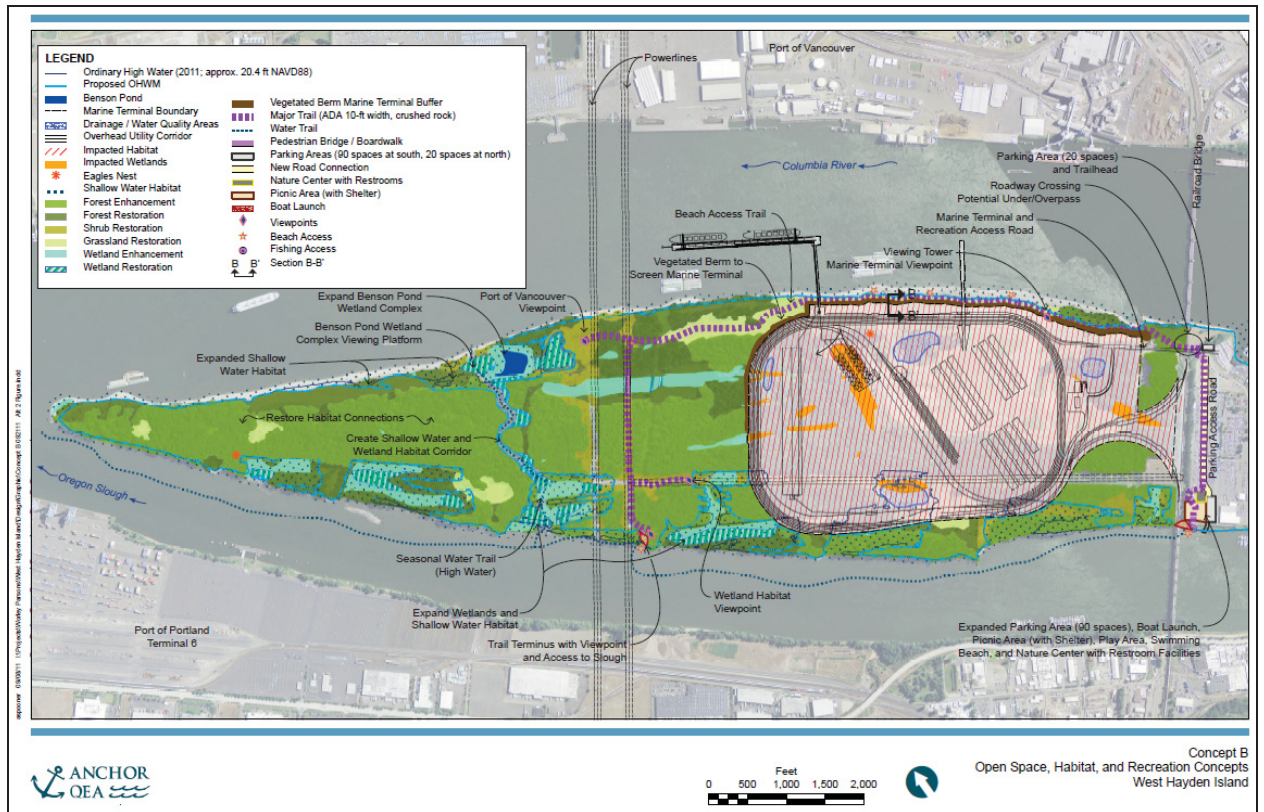 LEGEND
Ordinary High Water (2011; approx. 20.4 ft NAVD88)
Proposed OHWM
Benson Pond
Marine Terminal Boundary
Drainage / Water Quality Areas
Overhead Utility Corridor
Impacted Habitat
Impacted Wetlands
Eagles Nest
Shallow Water Habitat
Forest Enhancement
Forest Restoration
Shrub Restoration
Grassland Restoration
Wetland Enhancement
Wetland Restoration
Vegetated Berm Marine Terminal Buffer
Major Trail (ADA 10-ft width, crushed rock)
Water Trail
Pedestrian Bridge / Boardwalk
Parking Areas (90 spaces at south, 20 spaces at north)
New Road Connection
Nature Center with Restrooms
Picnic Area (with Shelter)
Boat Launch
Viewpoints
Beach Access
Fishing Access
B B' Section B-B'
Powerlines
Port of Vancouver
Columbia River
Railroad Bridge
Parking Area (20 spaces)
and Trailhead
Roadway Crossing
Potential Under/Overpass
Marine Terminal and
Recreation Access Road
Beach Access Trail
Viewing Tower
Marine Terminal Viewpoint
Vegetated Berm to
Screen Marine Terminal
Port of Vancouver
Viewpoint
Expand Benson Pond
Wetland Complex
Benson Pond Wetland
Complex Viewing Platform
Expanded Shallow
Water Habitat
B
B'
Restore Habitat Connections
Create Shallow Water and
Wetland Habitat Corridor
Parking Access Road
Oregon Slough
Seasonal Water Trail
(High Water)
Wetland Habitat
Viewpoint
Expand Wetlands and
Shallow Water Habitat
Trail Terminus with Viewpoint
and Access to Slough
Expanded Parking Area (90 spaces), Boat Launch,
Picnic Area (with Shelter), Play Area, Swimming
Beach, and Nature Center with Restroom Facilities
Port of Portland
Terminal 6
ANCHOR
QEA
Feet
0 500 1,000 1,500 2,000
Concept B
Open Space, Habitat, and Recreation Concepts
West Hayden Island